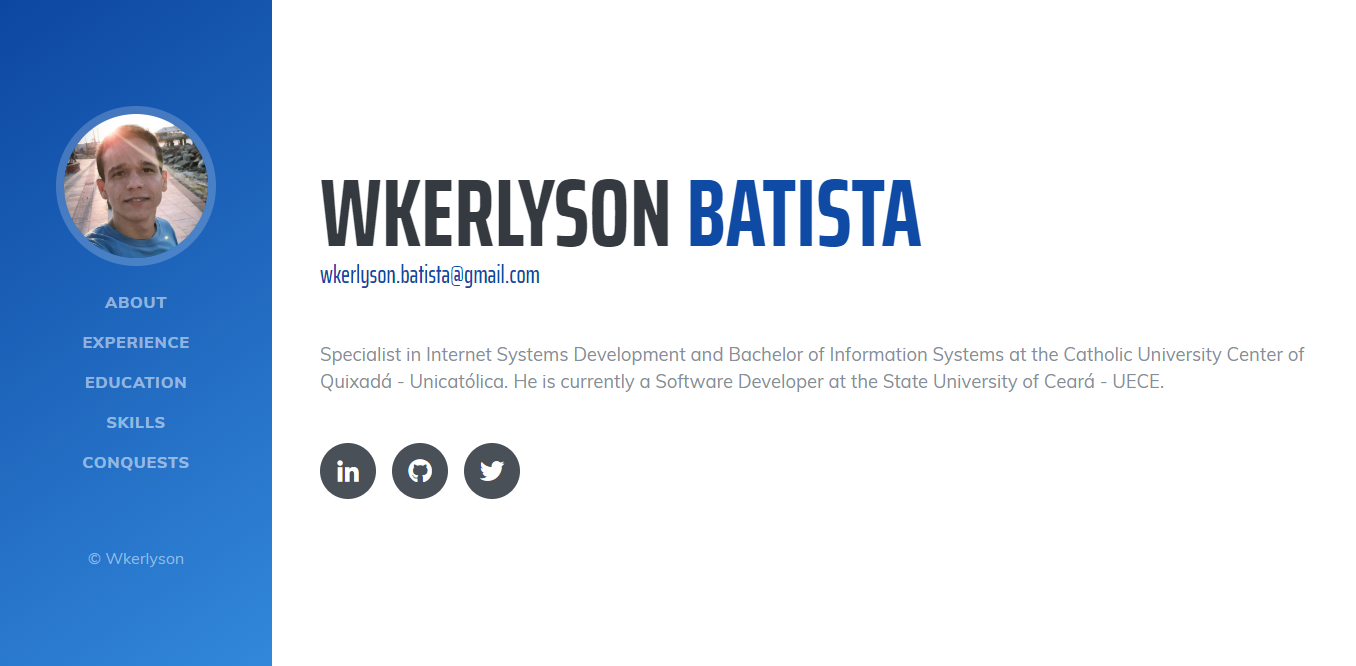 ABOUT
EXPERIENCE
EDUCATION
SKILLS
CONQUESTS
© Wkerlyson
WKERLYSON BATISTA
wkerlyson.batista@gmail.com
Specialist in Internet Systems Development and Bachelor of Information Systems at the Catholic University Center of
Quixadá - Unicatólica. He is currently a Software Developer at the State University of Ceará - UECE.
in